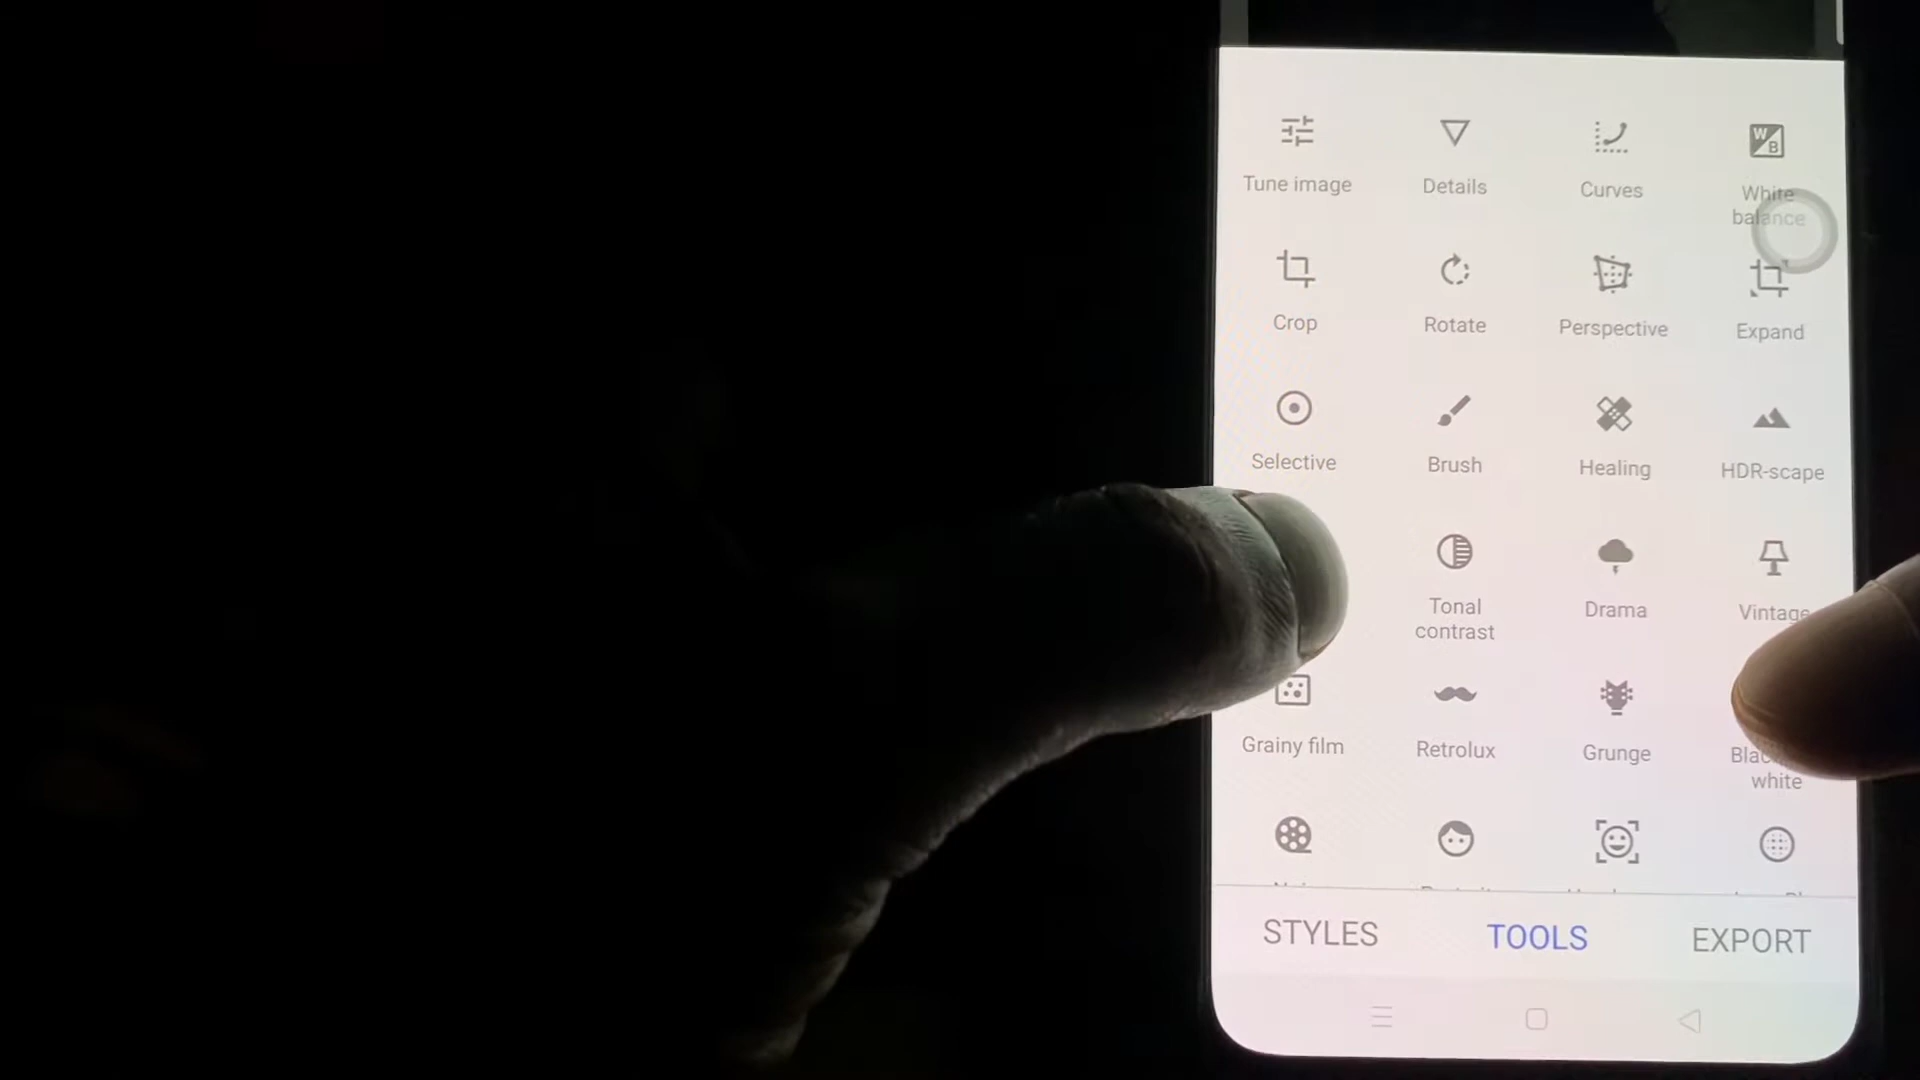 Tune image
Details
Curves
White
balance
Crop
Rotate
Perspective
Expand
Selective
Brush
Healing
HDR-scape
Tonal
contrast
Drama
Vintage
Grainy film
Retrolux
Grunge
white
STYLES
TOOLS
EXPORT